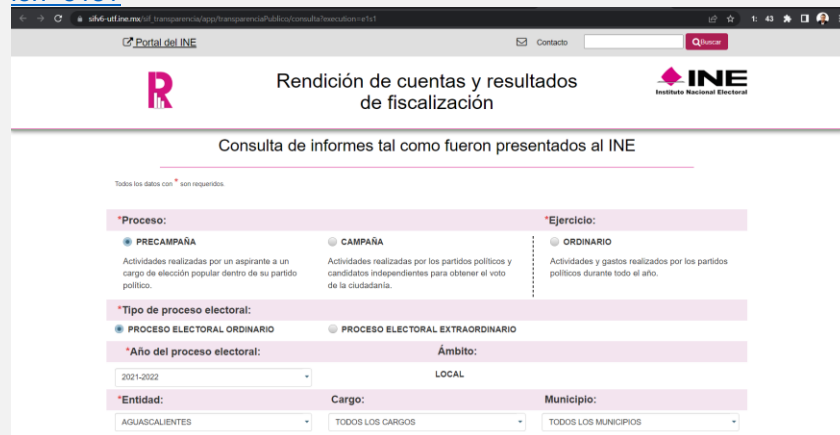 silfv6-utf.ine.mx/sif_transparencia/app/transparenciaPublico/consulta?execution=e1s1
1: 43
Portal del INE
Contacto
Buscar
Rendición de cuentas y resultados
de fiscalización
INE
Instituto Nacional Electoral
Consulta de informes tal como fueron presentados al INE
Todos los datos con * son requeridos.
*Proceso: *Ejercicio:
PRECAMPAÑA CAMPAÑA ORDINARIO
Actividades realizadas por un aspirante a un Actividades realizadas por los partidos políticos y Actividades y gastos realizados por los partidos
cargo de elección popular dentro de su partido candidatos independientes para obtener el voto políticos durante todo el año.
político. de la ciudadanía.
*Tipo de proceso electoral:
PROCESO ELECTORAL ORDINARIO PROCESO ELECTORAL EXTRAORDINARIO
*Año del proceso electoral: Ámbito:
2021-2022 LOCAL
*Entidad: Cargo: Municipio:
AGUASCALIENTES TODOS LOS CARGOS TODOS LOS MUNICIPIOS